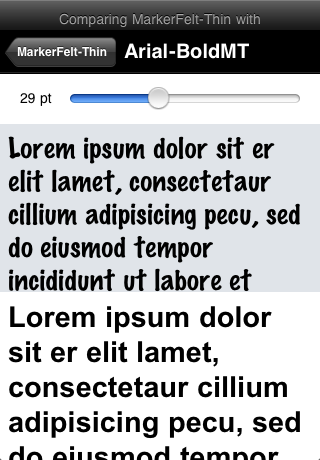 Comparing MarkerFelt-Thin with
MarkerFelt-Thin Arial-BoldMT
29 pt
Lorem ipsum dolor sit er
elit lamet, consectetaur
cillium adipisicing pecu, sed
do eiusmod tempor
incididunt ut labore et
Lorem ipsum dolor
sit er elit lamet,
consectetaur cillium
adipisicing pecu, sed
do eiusmod tempor